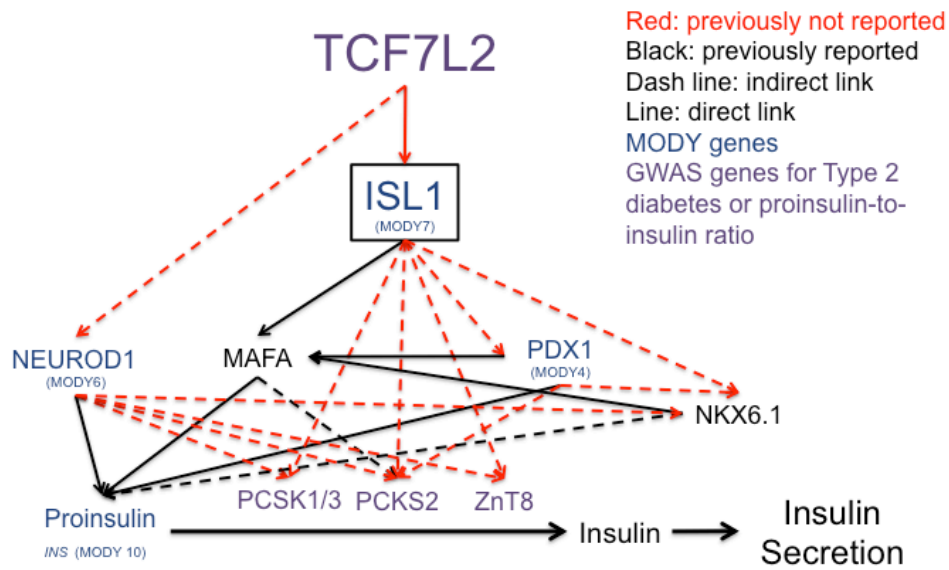 TCF7L2
Red: previously not reported
Black: previously reported
Dash line: indirect link
Line: direct link
MODY genes
GWAS genes for Type 2
diabetes or proinsulin-to-
insulin ratio
ISL1
(MODY7)
NEUROD1
(MODY6)
MAFA
PDX1
(MODY4)
NKX6.1
PCSK1/3
PCKS2
ZnT8
Proinsulin
INS (MODY 10)
Insulin
Insulin
Secretion